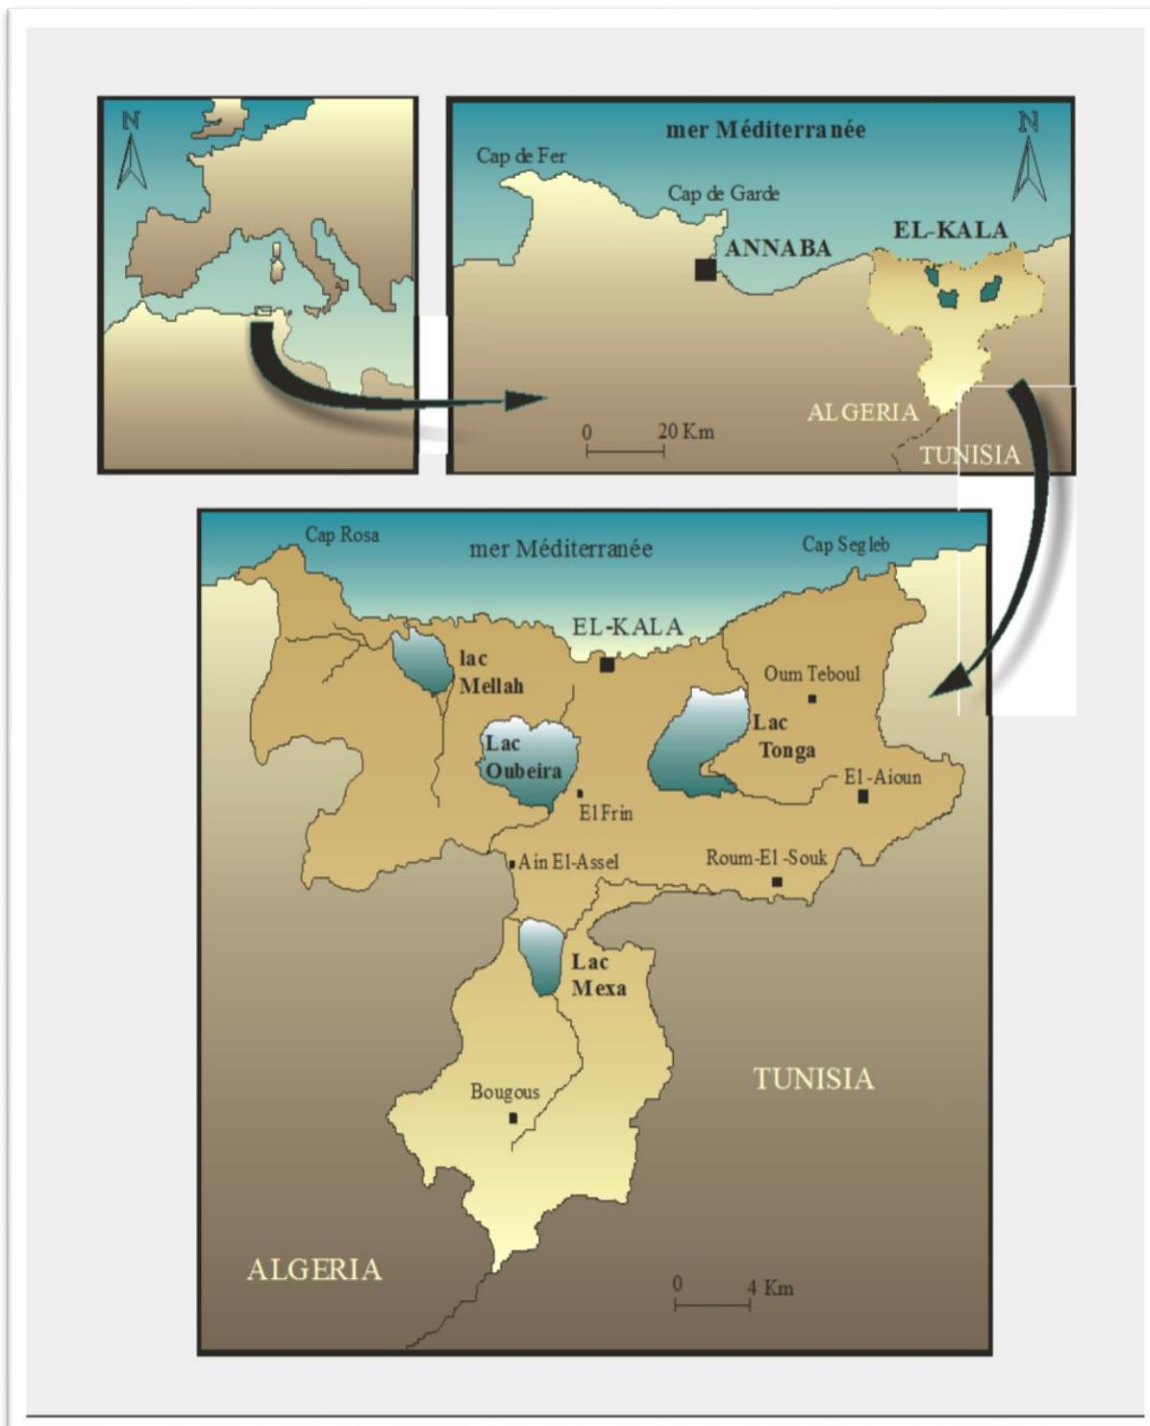 N
mer Méditerranée
N
Cap de Fer
Cap de Garde
EL-KALA
ANNABA
ALGERIA
0 20 Km
TUNISIA
Cap Rosa
mer Méditerranée
Cap Segleb
EL-KALA
lac
Mellah
Oum Teboul
Lac
Tonga
Lac
Oubeira
El-Aioun
El Frin
Roum-El-Souk
Ain El-Assel
Lac
Mexa
TUNISIA
Bougous
ALGERIA
0 4 Km